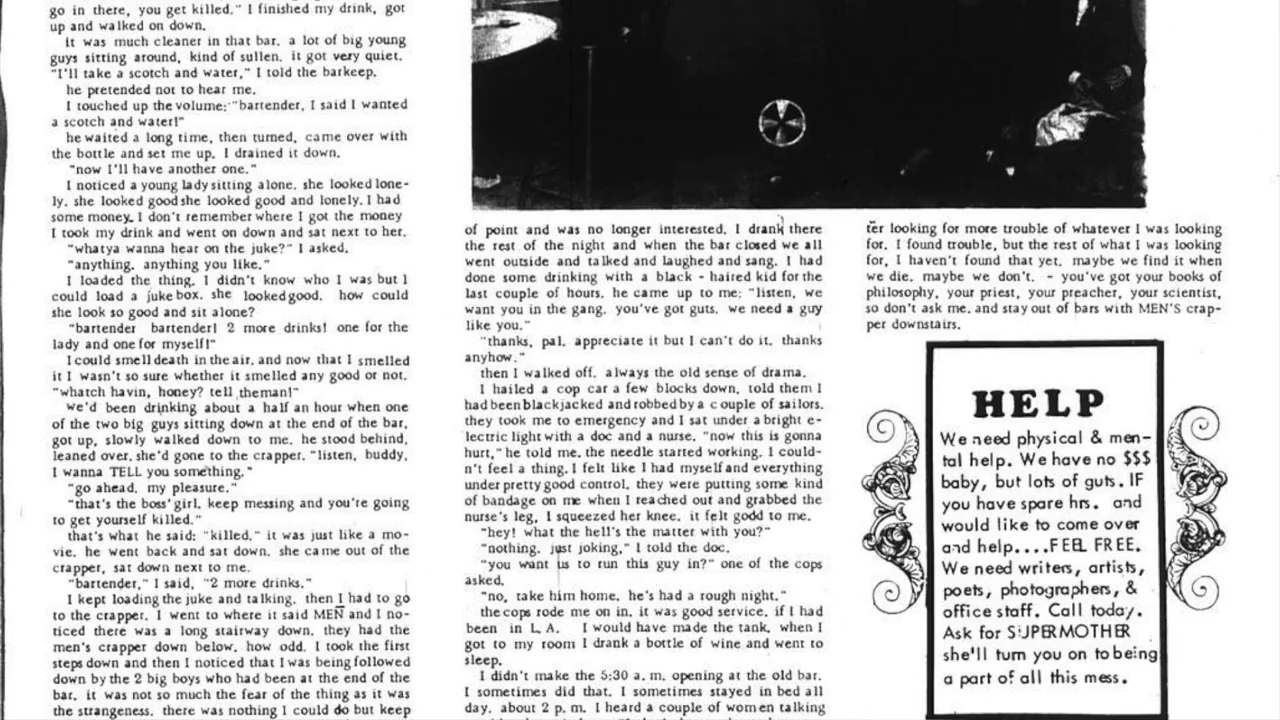 go in there, you get killed." I finished my drink, got
up and walked on down.
it was much cleaner in that bar. a lot of big young
guys sitting around, kind of sullen. it got very quiet.
"I'll take a scotch and water," I told the barkeep.
he pretended not to hear me.
I touched up the volume: "bartender, I said I wanted
a scotch and water!"
he waited a long time, then turned, came over with
the bottle and set me up. I drained it down.
"now I'll have another one."
I noticed a young lady sitting alone. she looked lone-
ly. she looked good she looked good and lonely. I had
some money. I don't remember where I got the money
I took my drink and went on down and sat next to her.
"whatya wanna hear on the juke?" I asked.
"anything. anything you like."
I loaded the thing. I didn't know who I was but I
could load a juke box. she looked good. how could
she look so good and sit alone?
"bartender bartender! 2 more drinks! one for the
lady and one for myself!"
I could smell death in the air. and now that I smelled
it I wasn't so sure whether it smelled any good or not.
"whatch havin, honey? tell theman!"
we'd been drinking about a half an hour when one
of the two big guys sitting down at the end of the bar,
got up, slowly walked down to me. he stood behind,
leaned over. she'd gone to the crapper. "listen, buddy,
I wanna TELL you something."
"go ahead. my pleasure."
"that's the boss' girl. keep messing and you're going
to get yourself killed."
that's what he said: "killed." it was just like a mo-
vie. he went back and sat down. she came out of the
crapper, sat down next to me.
"bartender," I said, "2 more drinks."
I kept loading the juke and talking. then I had to go
to the crapper. I went to where it said MEN and I no-
ticed there was a long stairway down. they had the
men's crapper down below. how odd. I took the first
steps down and then I noticed that I was being followed
down by the 2 big boys who had been at the end of the
bar. it was not so much the fear of the thing as it was
the strangeness. there was nothing I could do but keep
of point and was no longer interested. I drank there
the rest of the night and when the bar closed we all
went outside and talked and laughed and sang. I had
done some drinking with a black - haired kid for the
last couple of hours. he came up to me: "listen, we
want you in the gang. you've got guts. we need a guy
like you."
"thanks, pal. appreciate it but I can't do it. thanks
anyhow."
then I walked off. always the old sense of drama.
I hailed a cop car a few blocks down, told them I
had been blackjacked and robbed by a couple of sailors.
they took me to emergency and I sat under a bright e-
lectric light with a doc and a nurse. "now this is gonna
hurt," he told me. the needle started working. I could-
n't feel a thing. I felt like I had myself and everything
under pretty good control. they were putting some kind
of bandage on me when I reached out and grabbed the
nurse's leg. I squeezed her knee. it felt godd to me.
"hey! what the hell's the matter with you?"
"nothing. just joking," I told the doc.
"you want us to run this guy in?" one of the cops
asked.
"no, take him home. he's had a rough night."
the cops rode me on in. it was good service. if I had
been in L.A. I would have made the tank. when I
got to my room I drank a bottle of wine and went to
sleep.
I didn't make the 5:30 a. m. opening at the old bar.
I sometimes did that. I sometimes stayed in bed all
day. about 2 p. m. I heard a couple of women talking
ter looking for more trouble of whatever I was looking
for. I found trouble, but the rest of what I was looking
for, I haven't found that yet. maybe we find it when
we die. maybe we don't. - you've got your books of
philosophy, your priest, your preacher, your scientist,
so don't ask me. and stay out of bars with MEN'S crap-
per downstairs.
HELP
We need physical & men-
tal help. We have no $$$
baby, but lots of guts. IF
you have spare hrs. and
would like to come over
and help....FEEL FREE.
We need writers, artists,
poets, photographers, &
office staff. Call today.
Ask for SUPERMOTHER
she'll turn you on to being
a part of all this mess.